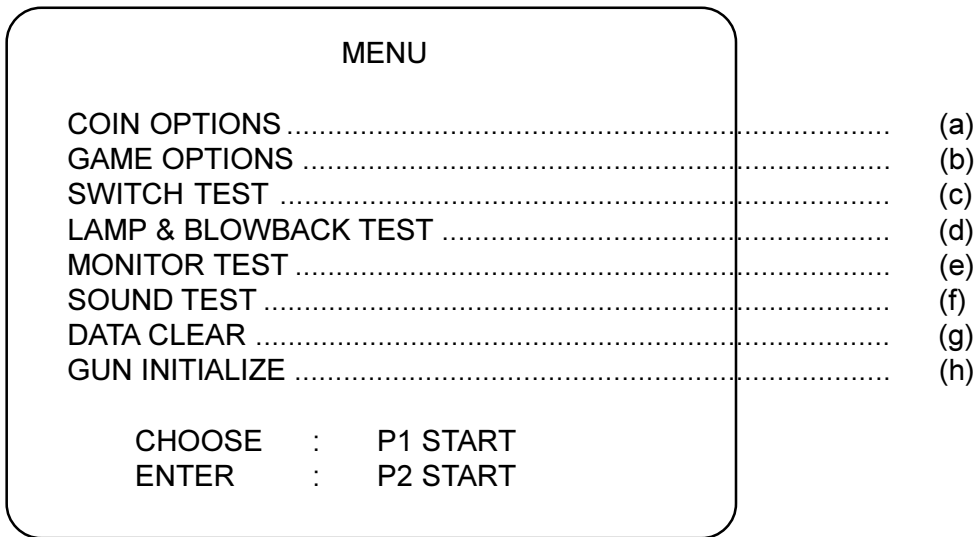 MENU
COIN OPTIONS ........................................................................ (a)
GAME OPTIONS ....................................................................... (b)
SWITCH TEST .......................................................................... (c)
LAMP & BLOWBACK TEST ...................................................... (d)
MONITOR TEST ........................................................................ (e)
SOUND TEST ............................................................................ (f)
DATA CLEAR ............................................................................. (g)
GUN INITIALIZE ........................................................................ (h)
CHOOSE : P1 START
ENTER : P2 START